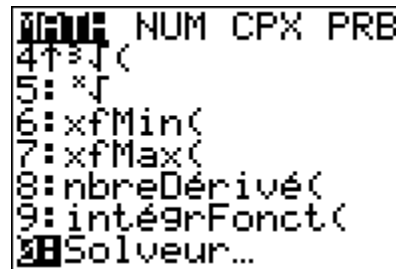 MATH NUM CPX PRB
4↑³√(
5: ˣ√
6: xfMin(
7: xfMax(
8: nbreDérivé(
9: intégrFonct(
0: Solveur…